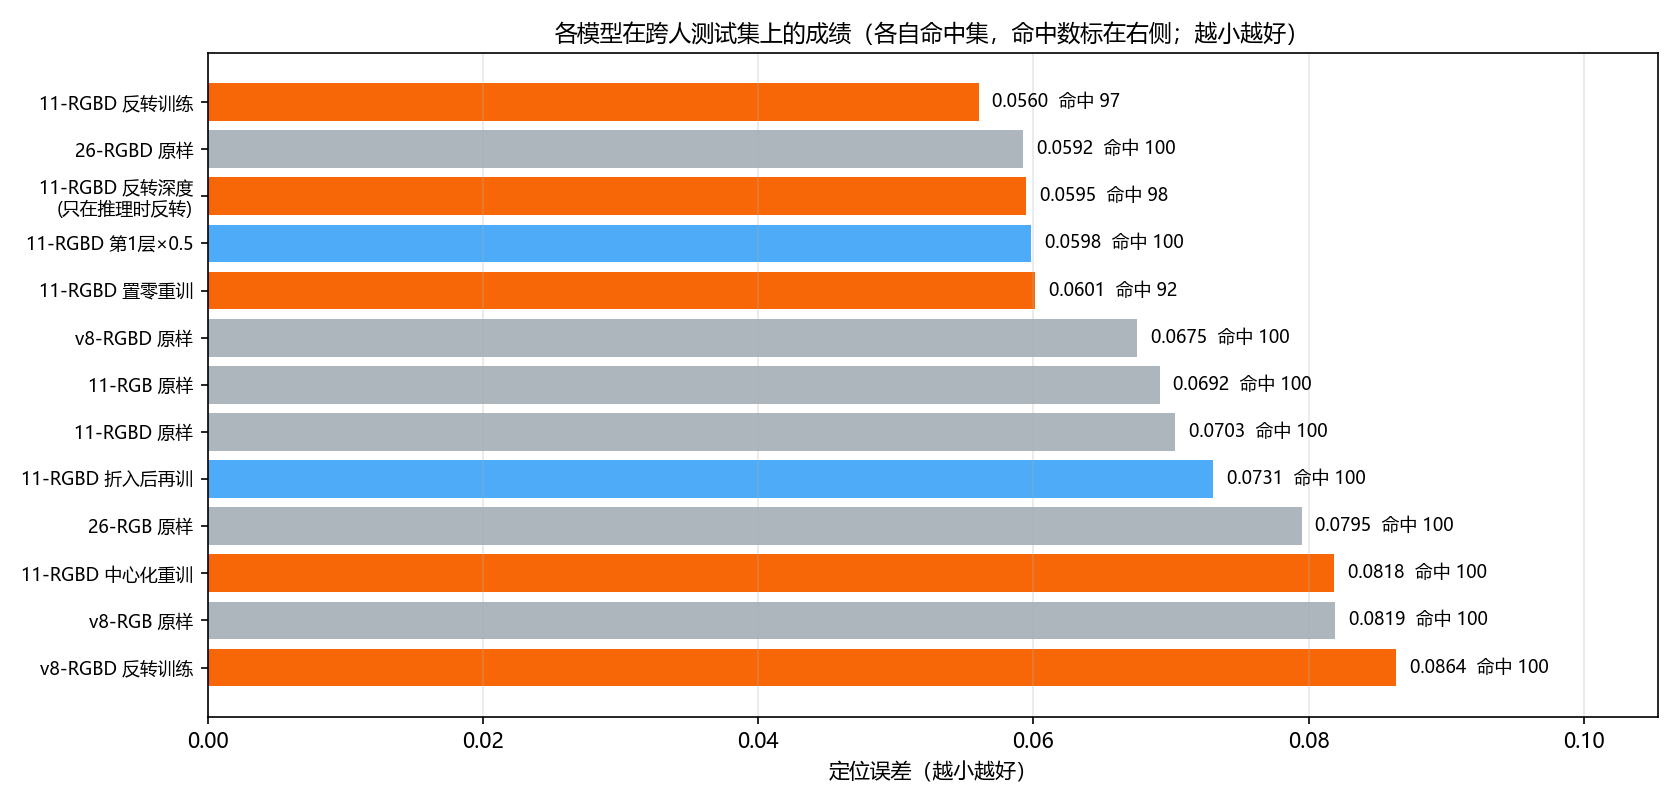 各模型在跨人测试集上的成绩（各自命中集，命中数标在右侧；越小越好）
11-RGBD 反转训练
0.0560 命中 97
26-RGBD 原样
0.0592 命中 100
11-RGBD 反转深度
(只在推理时反转)
0.0595 命中 98
11-RGBD 第1层×0.5
0.0598 命中 100
11-RGBD 置零重训
0.0601 命中 92
v8-RGBD 原样
0.0675 命中 100
11-RGB 原样
0.0692 命中 100
11-RGBD 原样
0.0703 命中 100
11-RGBD 折入后再训
0.0731 命中 100
26-RGB 原样
0.0795 命中 100
11-RGBD 中心化重训
0.0818 命中 100
v8-RGB 原样
0.0819 命中 100
v8-RGBD 反转训练
0.0864 命中 100
0.00 0.02 0.04 0.06 0.08 0.10
定位误差（越小越好）